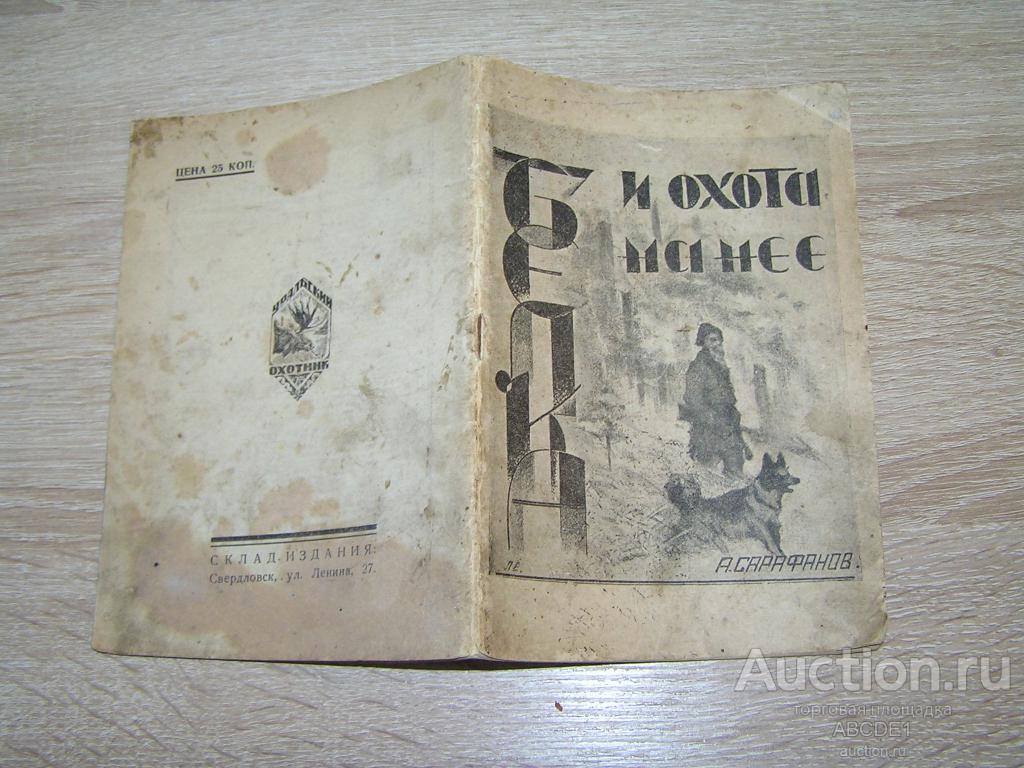 ЦЕНА 25 КОП.
УРАЛЬСКИЙ
ОХОТНИК
СКЛАД ИЗДАНИЯ:
Свердловск, ул. Ленина, 27.
БЕЛКА
И ОХОТА
НА НЕЕ
А. САРАФАНОВ.
Auction.ru
торговая площадка
ABCDE1
auction.ru